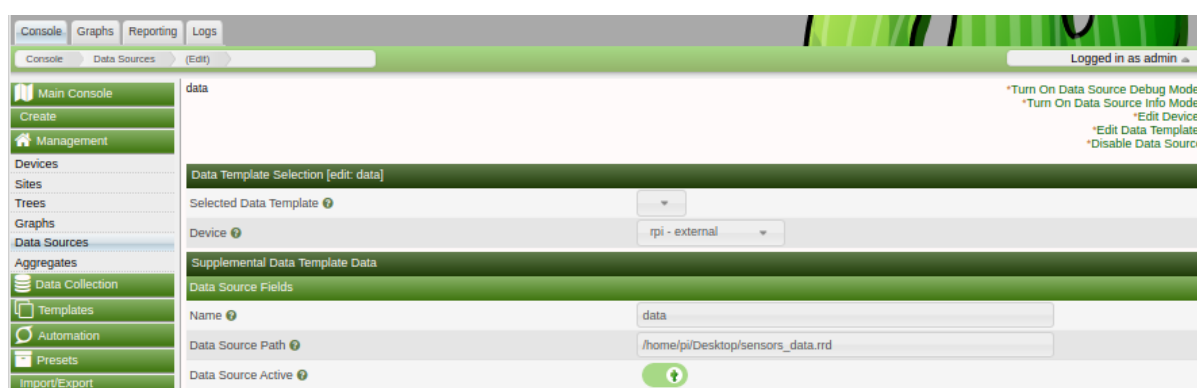 Console Graphs Reporting Logs
Console Data Sources (Edit)
Logged in as admin
Main Console
Create
Management
Devices
Sites
Trees
Graphs
Data Sources
Aggregates
Data Collection
Templates
Automation
Presets
Import/Export
data
*Turn On Data Source Debug Mode
*Turn On Data Source Info Mode
*Edit Device
*Edit Data Template
*Disable Data Source
Data Template Selection [edit: data]
Selected Data Template
Device rpi - external
Supplemental Data Template Data
Data Source Fields
Name data
Data Source Path /home/pi/Desktop/sensors_data.rrd
Data Source Active